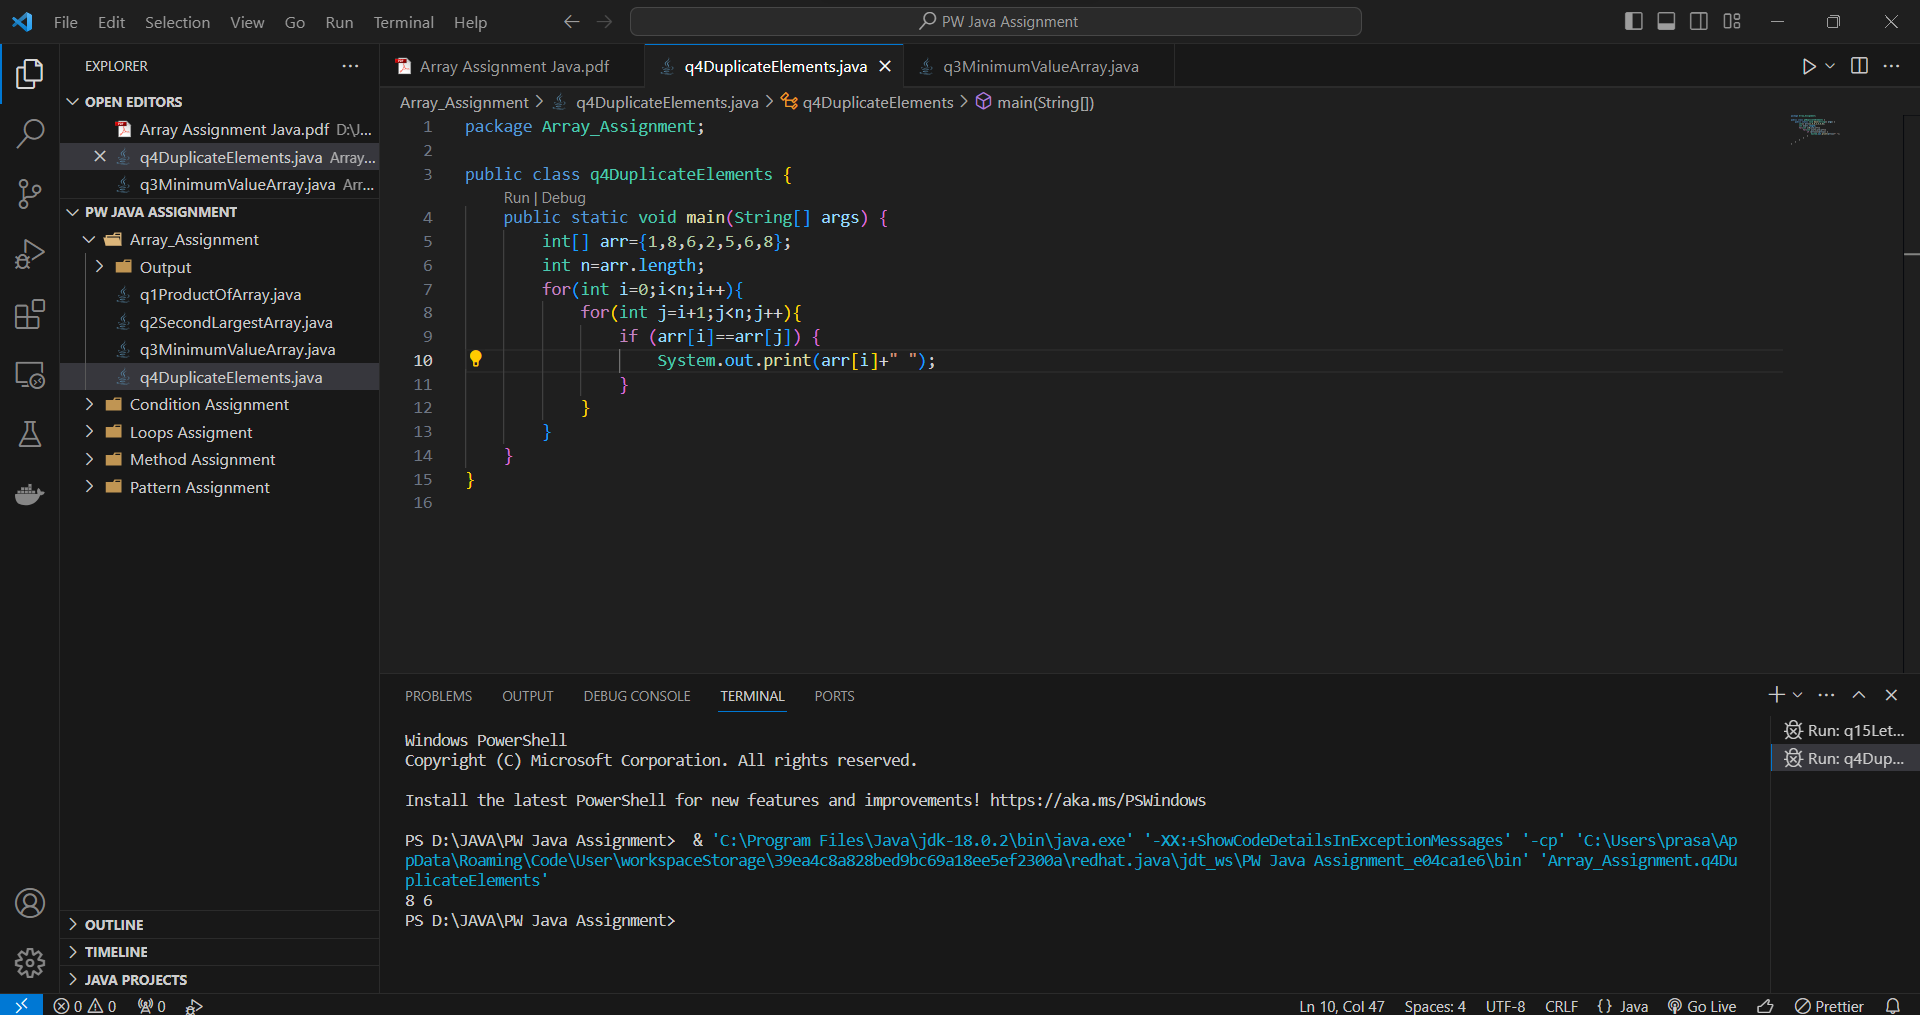 File Edit Selection View Go Run Terminal Help
PW Java Assignment
EXPLORER
OPEN EDITORS
Array Assignment Java.pdf D:\J...
q4DuplicateElements.java Array...
q3MinimumValueArray.java Arr...
PW JAVA ASSIGNMENT
Array_Assignment
Output
q1ProductOfArray.java
q2SecondLargestArray.java
q3MinimumValueArray.java
q4DuplicateElements.java
Condition Assignment
Loops Assigment
Method Assignment
Pattern Assignment
OUTLINE
TIMELINE
JAVA PROJECTS
Array Assignment Java.pdf
q4DuplicateElements.java
q3MinimumValueArray.java
Array_Assignment > q4DuplicateElements.java > q4DuplicateElements > main(String[])
1 package Array_Assignment;
2
3 public class q4DuplicateElements {
Run | Debug
4 public static void main(String[] args) {
5 int[] arr={1,8,6,2,5,6,8};
6 int n=arr.length;
7 for(int i=0;i<n;i++){
8 for(int j=i+1;j<n;j++){
9 if (arr[i]==arr[j]) {
10 System.out.print(arr[i]+" ");
11 }
12 }
13 }
14 }
15 }
16
PROBLEMS OUTPUT DEBUG CONSOLE TERMINAL PORTS
Windows PowerShell
Copyright (C) Microsoft Corporation. All rights reserved.
Install the latest PowerShell for new features and improvements! https://aka.ms/PSWindows
PS D:\JAVA\PW Java Assignment> & 'C:\Program Files\Java\jdk-18.0.2\bin\java.exe' '-XX:+ShowCodeDetailsInExceptionMessages' '-cp' 'C:\Users\prasa\Ap
pData\Roaming\Code\User\workspaceStorage\39ea4c8a828bed9bc69a18ee5ef2300a\redhat.java\jdt_ws\PW Java Assignment_e04ca1e6\bin' 'Array_Assignment.q4Du
plicateElements'
8 6
PS D:\JAVA\PW Java Assignment>
Run: q15Let...
Run: q4Dup...
0 0 0
Ln 10, Col 47 Spaces: 4 UTF-8 CRLF {} Java Go Live Prettier